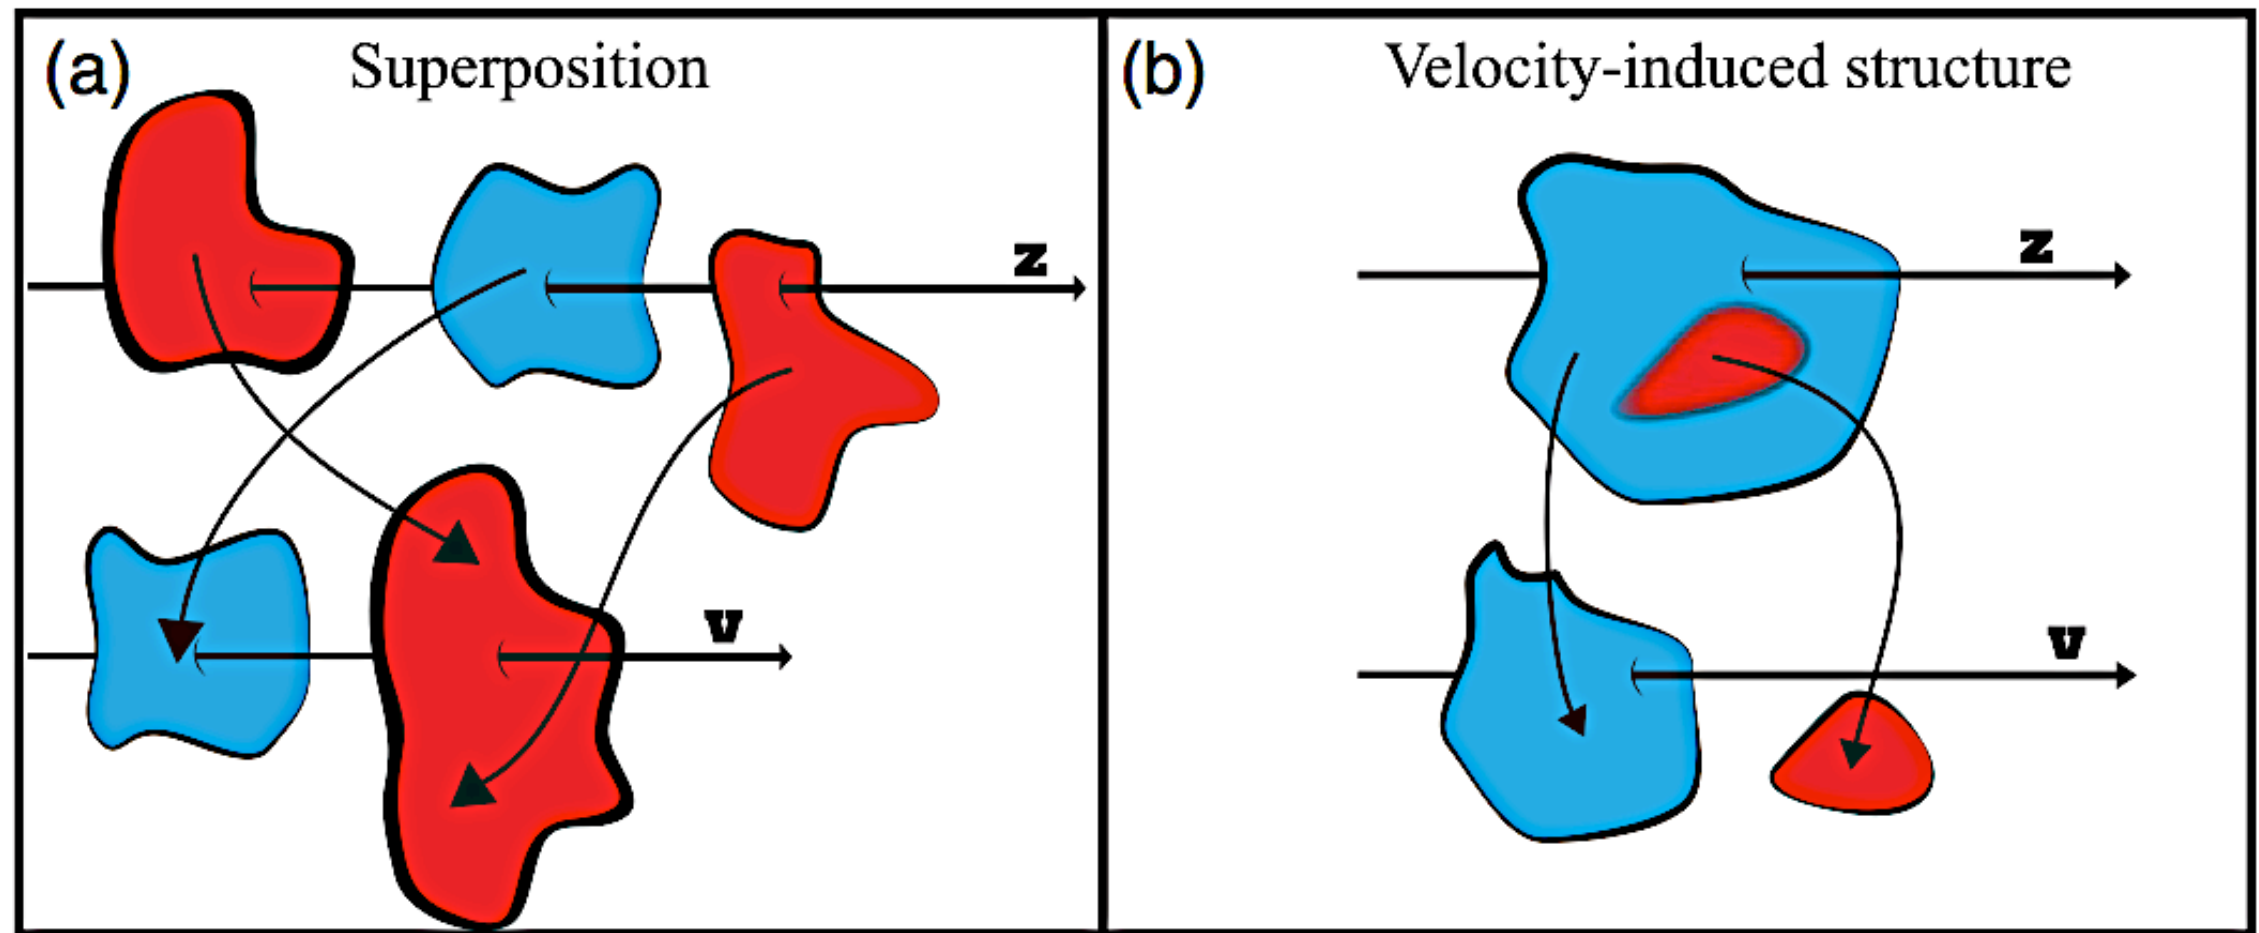 (a) Superposition
z
v
(b) Velocity-induced structure
z
v